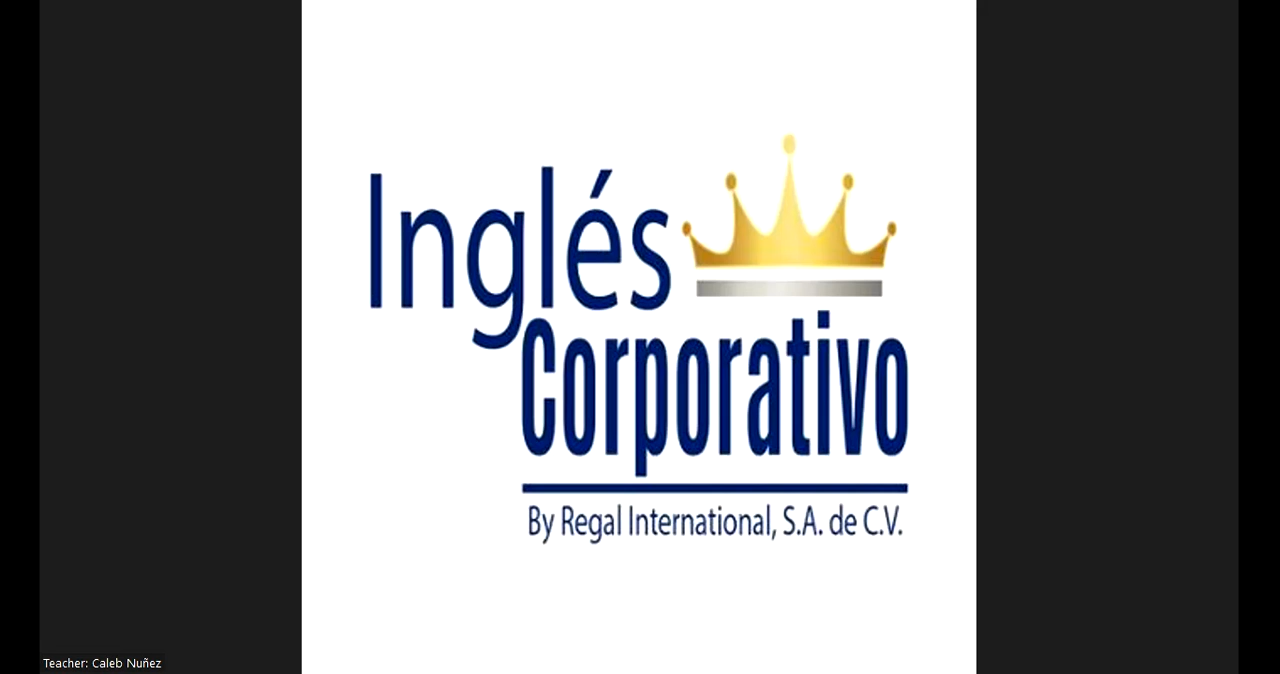 Inglés
Corporativo
By Regal International, S.A. de C.V.
Teacher: Caleb Nuñez